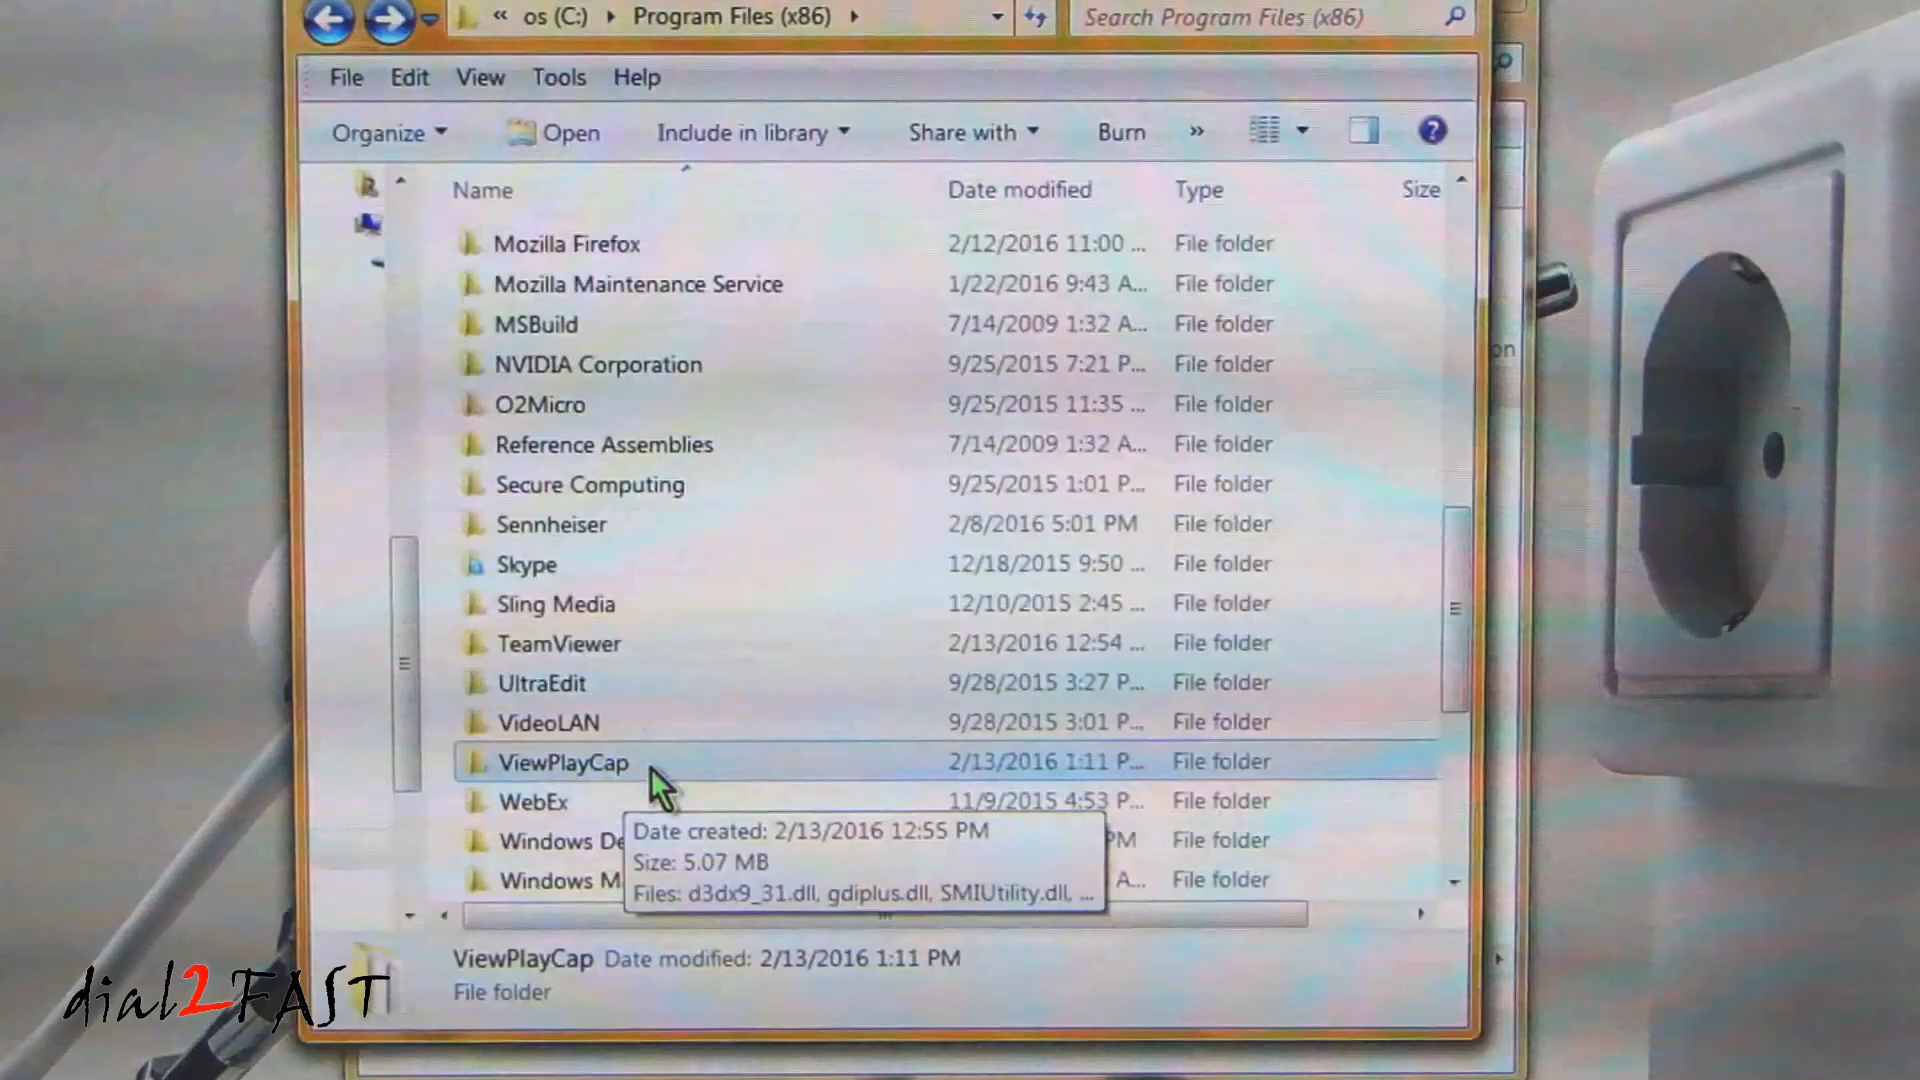 « os (C:) Program Files (x86)
Search Program Files (x86)
File Edit View Tools Help
Organize Open Include in library Share with Burn »
Name Date modified Type Size
Mozilla Firefox 2/12/2016 11:00 ... File folder
Mozilla Maintenance Service 1/22/2016 9:43 A... File folder
MSBuild 7/14/2009 1:32 A... File folder
NVIDIA Corporation 9/25/2015 7:21 P... File folder
O2Micro 9/25/2015 11:35 ... File folder
Reference Assemblies 7/14/2009 1:32 A... File folder
Secure Computing 9/25/2015 1:01 P... File folder
Sennheiser 2/8/2016 5:01 PM File folder
Skype 12/18/2015 9:50 ... File folder
Sling Media 12/10/2015 2:45 ... File folder
TeamViewer 2/13/2016 12:54 ... File folder
UltraEdit 9/28/2015 3:27 P... File folder
VideoLAN 9/28/2015 3:01 P... File folder
ViewPlayCap 2/13/2016 1:11 P... File folder
WebEx 11/9/2015 4:53 P... File folder
Windows De PM File folder
Windows M A... File folder
Date created: 2/13/2016 12:55 PM
Size: 5.07 MB
Files: d3dx9_31.dll, gdiplus.dll, SMIUtility.dll, ...
ViewPlayCap Date modified: 2/13/2016 1:11 PM
File folder
on
dial2FAST